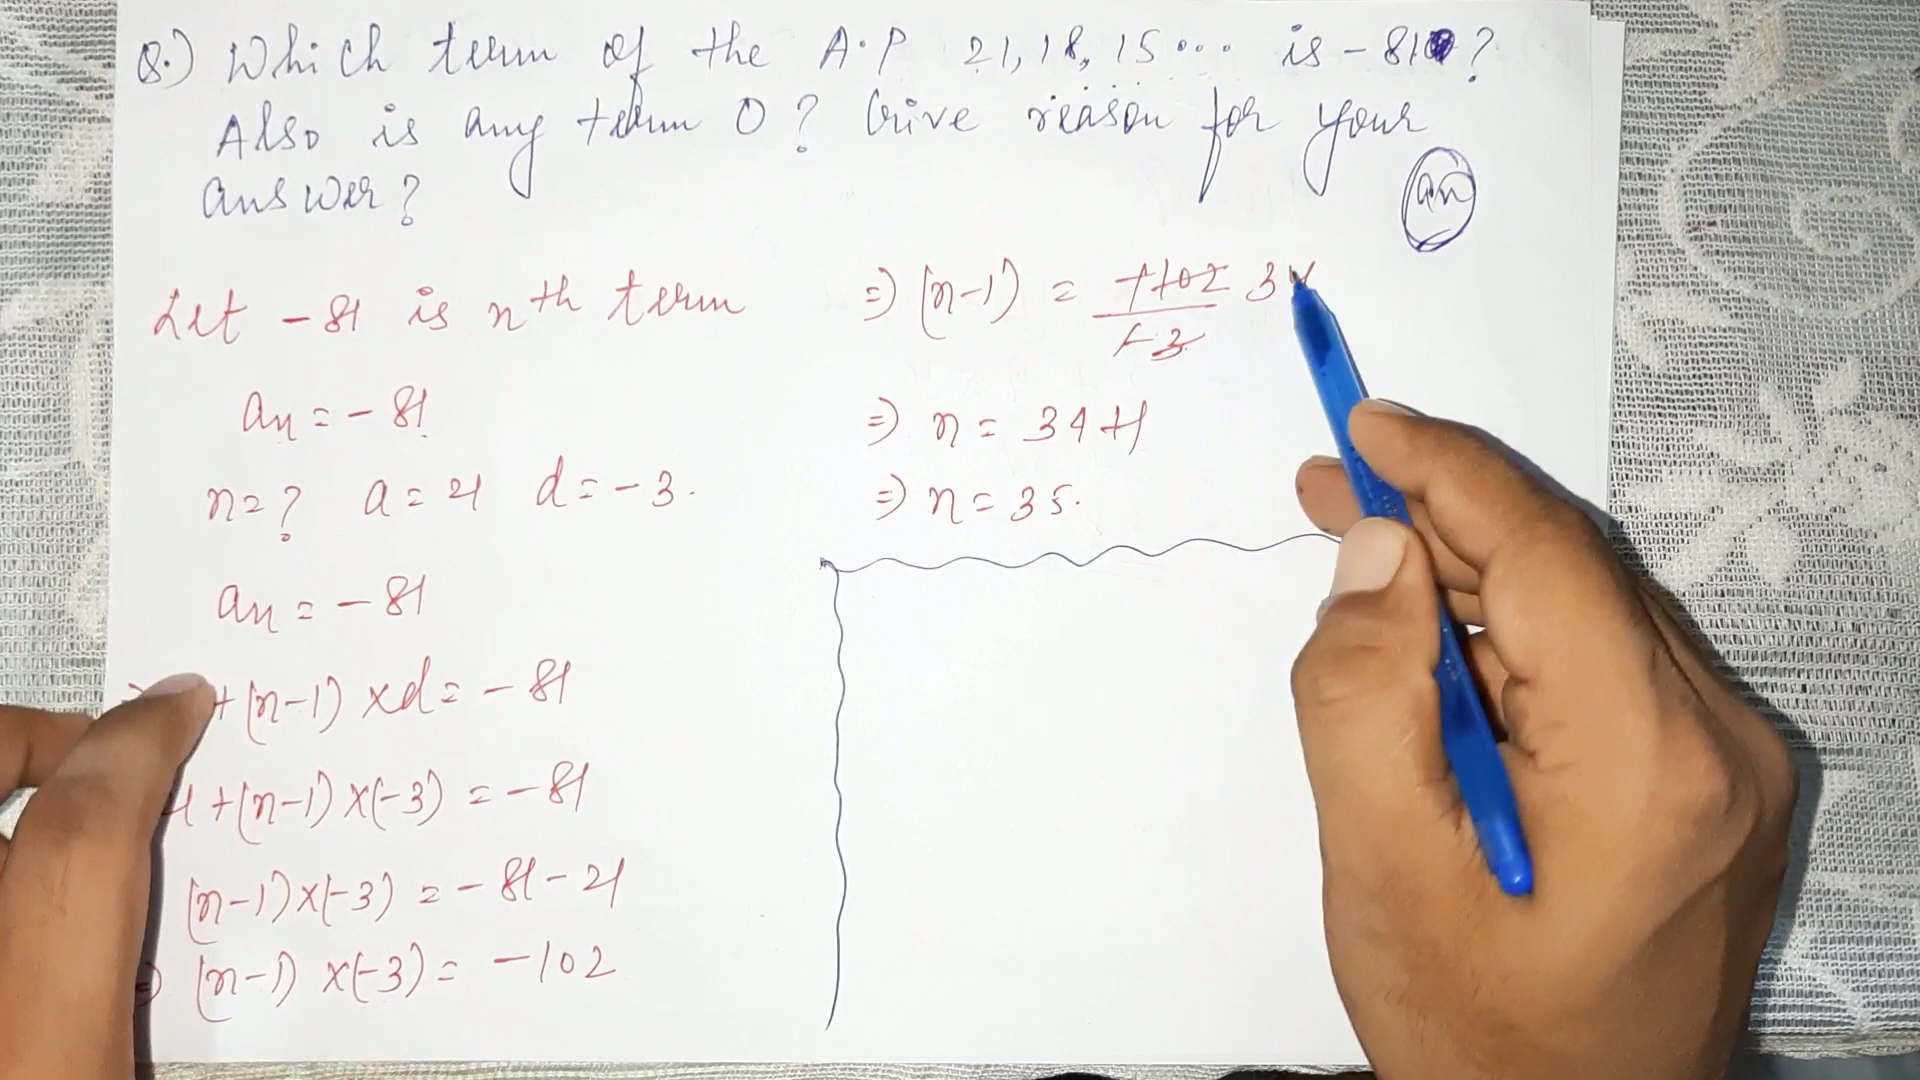 Q.) Which term of the A.P 21, 18, 15... is -81?
Also is any term 0? Give reason for your
answer?
an
Let -81 is nth term
an = -81
n=? a=21 d=-3.
an = -81
+(n-1) xd = -81
+(n-1)x(-3) = -81
(n-1)x(-3) = -81-21
=) (n-1) x(-3) = -102
=) (n-1) = -102 34
-3
=) n = 34+1
=) n = 35.